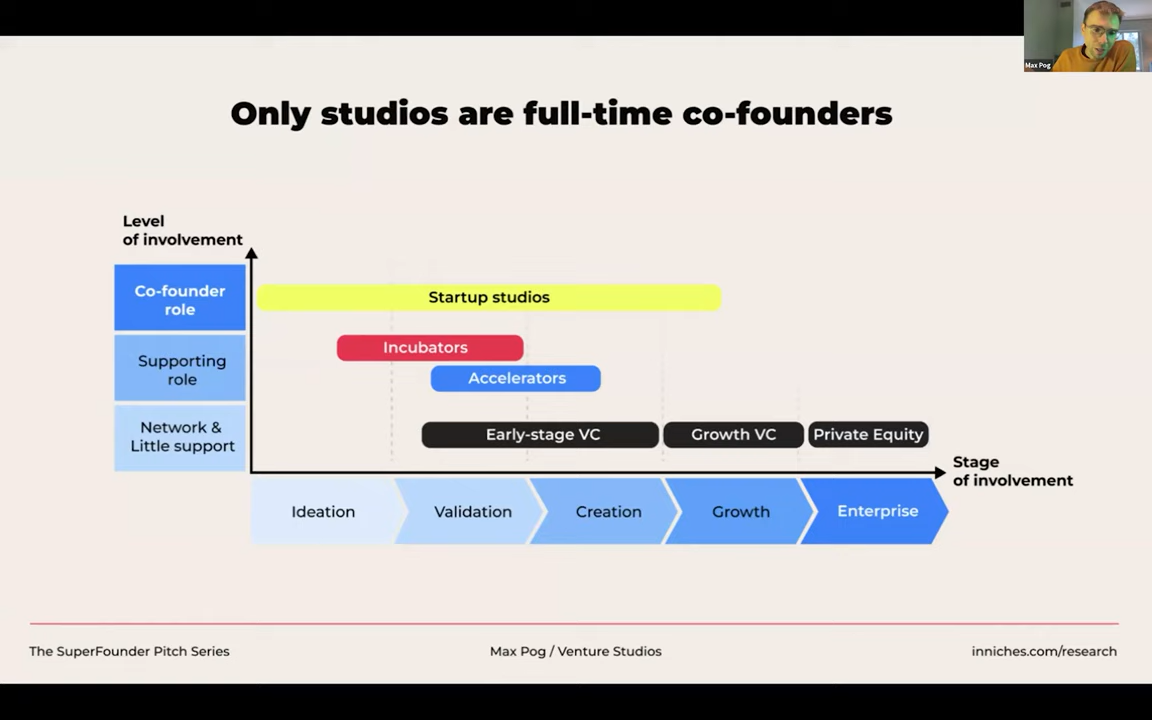 Max Pog
Only studios are full-time co-founders
Level
of involvement
Co-founder
role
Startup studios
Supporting
role
Incubators
Accelerators
Network &
Little support
Early-stage VC
Growth VC
Private Equity
Stage
of involvement
Ideation
Validation
Creation
Growth
Enterprise
The SuperFounder Pitch Series
Max Pog / Venture Studios
inniches.com/research